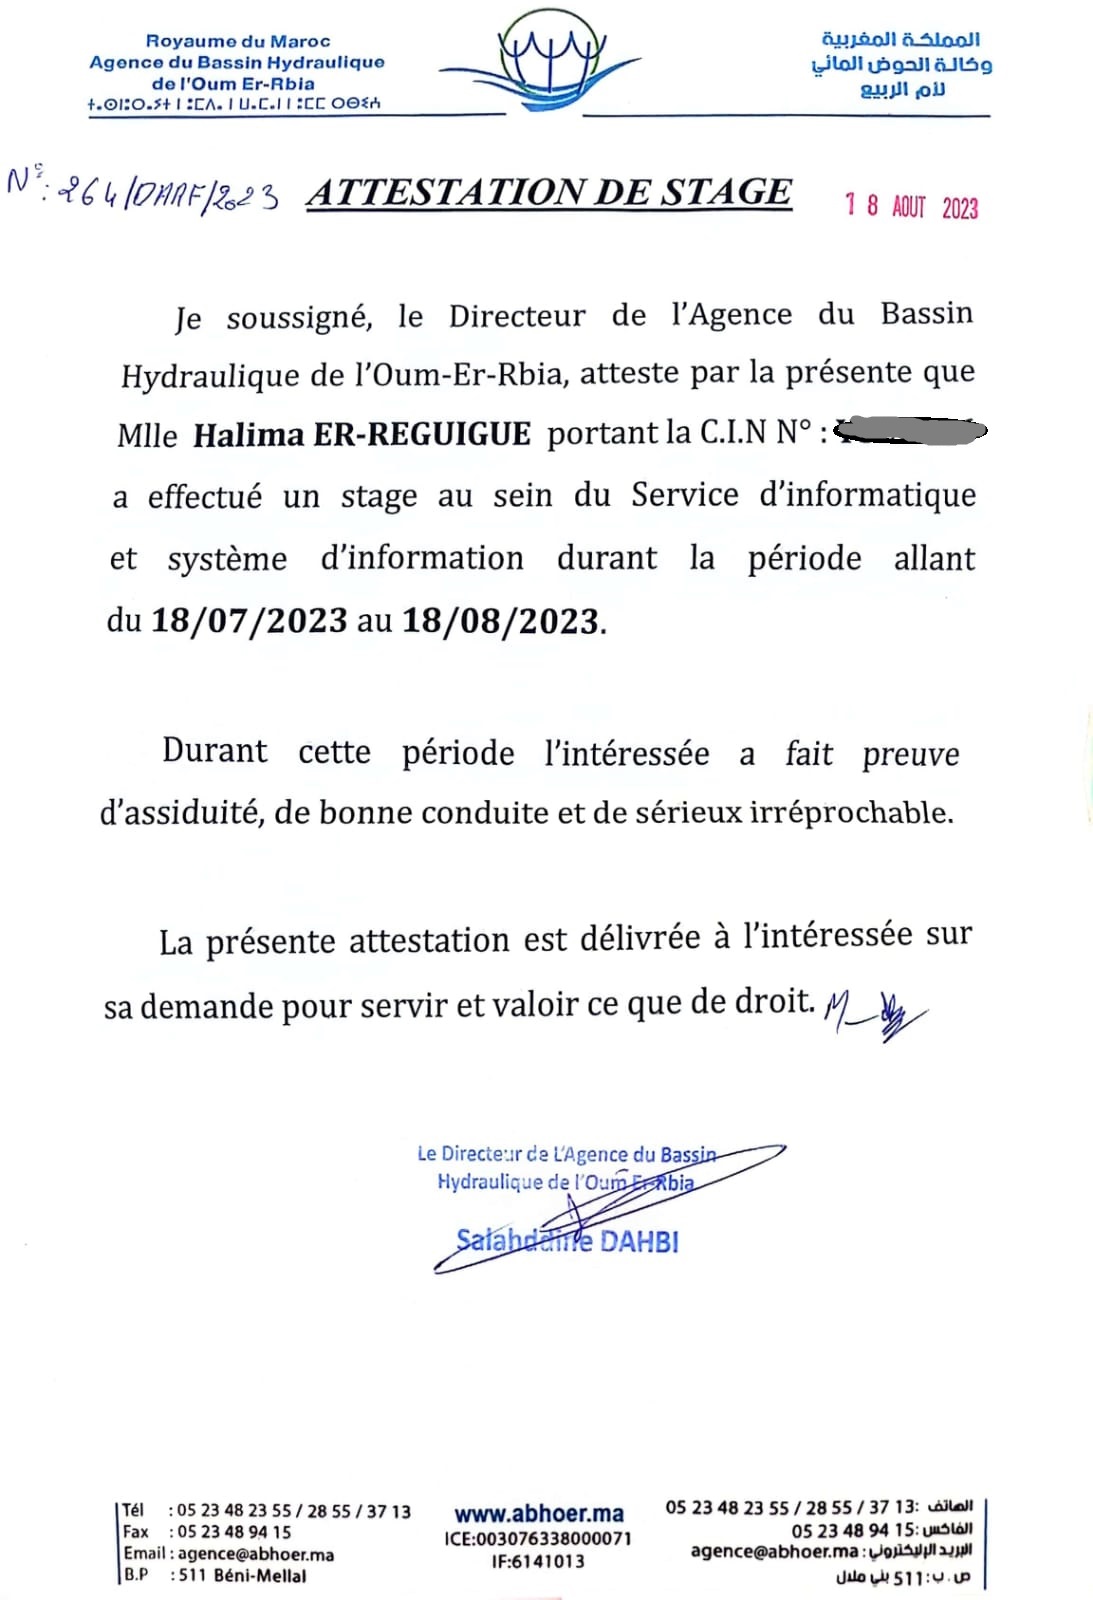 Royaume du Maroc
Agence du Bassin Hydraulique
de l'Oum Er-Rbia
ⵜⴰⵙⵏⵓⵔⴰⵢⵜ ⵏ ⵓⵎⴷⴰ ⵏ ⵡⴰⵎⴰⵏ ⵏ ⵓⵎⵎ ⵔⴱⵉⵄ
المملكة المغربية
وكالة الحوض المائي
لأم الربيع
N°: 264/DARF/2023
ATTESTATION DE STAGE
18 AOUT 2023
Je soussigné, le Directeur de l'Agence du Bassin
Hydraulique de l'Oum-Er-Rbia, atteste par la présente que
Mlle Halima ER-REGUIGUE portant la C.I.N N° :
a effectué un stage au sein du Service d'informatique
et système d'information durant la période allant
du 18/07/2023 au 18/08/2023.
Durant cette période l'intéressée a fait preuve
d'assiduité, de bonne conduite et de sérieux irréprochable.
La présente attestation est délivrée à l'intéressée sur
sa demande pour servir et valoir ce que de droit.
Le Directeur de L'Agence du Bassin
Hydraulique de l'Oum Er-Rbia
Salahddine DAHBI
Tél : 05 23 48 23 55 / 28 55 / 37 13
Fax : 05 23 48 94 15
Email : agence@abhoer.ma
B.P : 511 Béni-Mellal
www.abhoer.ma
ICE:003076338000071
IF:6141013
الهاتف :05 23 48 23 55 / 28 55 / 37 13
الفاكس :05 23 48 94 15
البريد الإليكتروني : agence@abhoer.ma
ص.ب : 511 بني ملال